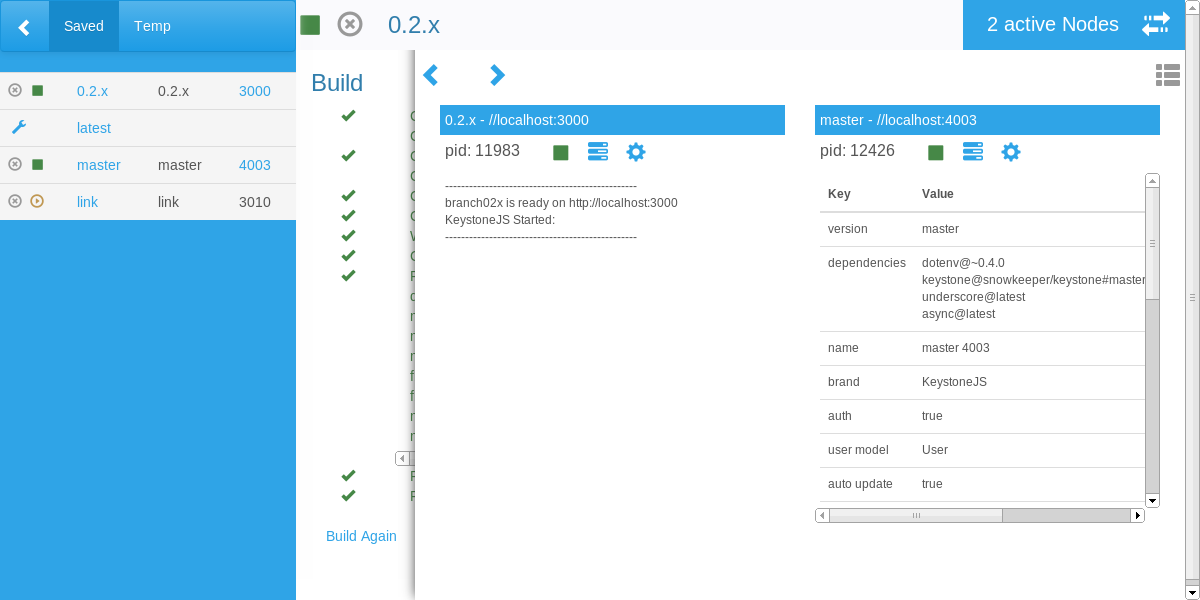 Saved Temp
0.2.x
2 active Nodes
0.2.x 0.2.x 3000
latest
master master 4003
link link 3010
Build
Build Again
0.2.x - //localhost:3000
pid: 11983
------------------------------------------------
branch02x is ready on http://localhost:3000
KeystoneJS Started:
------------------------------------------------
master - //localhost:4003
pid: 12426
Key Value
version master
dependencies dotenv@~0.4.0
keystone@snowkeeper/keystone#master
underscore@latest
async@latest
name master 4003
brand KeystoneJS
auth true
user model User
auto update true